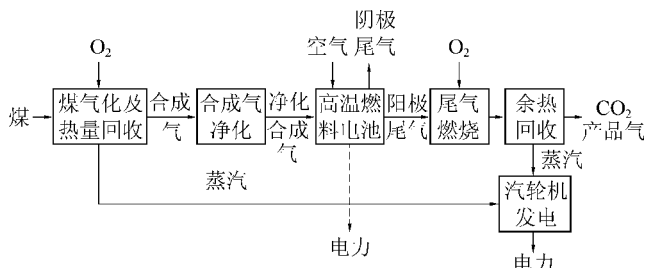 阴极
O₂
空气
尾气
O₂
煤
煤气化及
热量回收
合成
气
合成气
净化
净化
合成
气
高温燃
料电池
阳极
尾气
尾气
燃烧
余热
回收
CO₂
产品气
蒸汽
蒸汽
汽轮机
发电
电力
电力